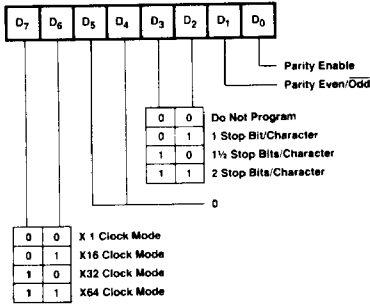 D7 D6 D5 D4 D3 D2 D1 D0
Parity Enable
Parity Even/Odd
0 0 Do Not Program
0 1 1 Stop Bit/Character
1 0 1½ Stop Bits/Character
1 1 2 Stop Bits/Character
0
0 0 X 1 Clock Mode
0 1 X16 Clock Mode
1 0 X32 Clock Mode
1 1 X64 Clock Mode